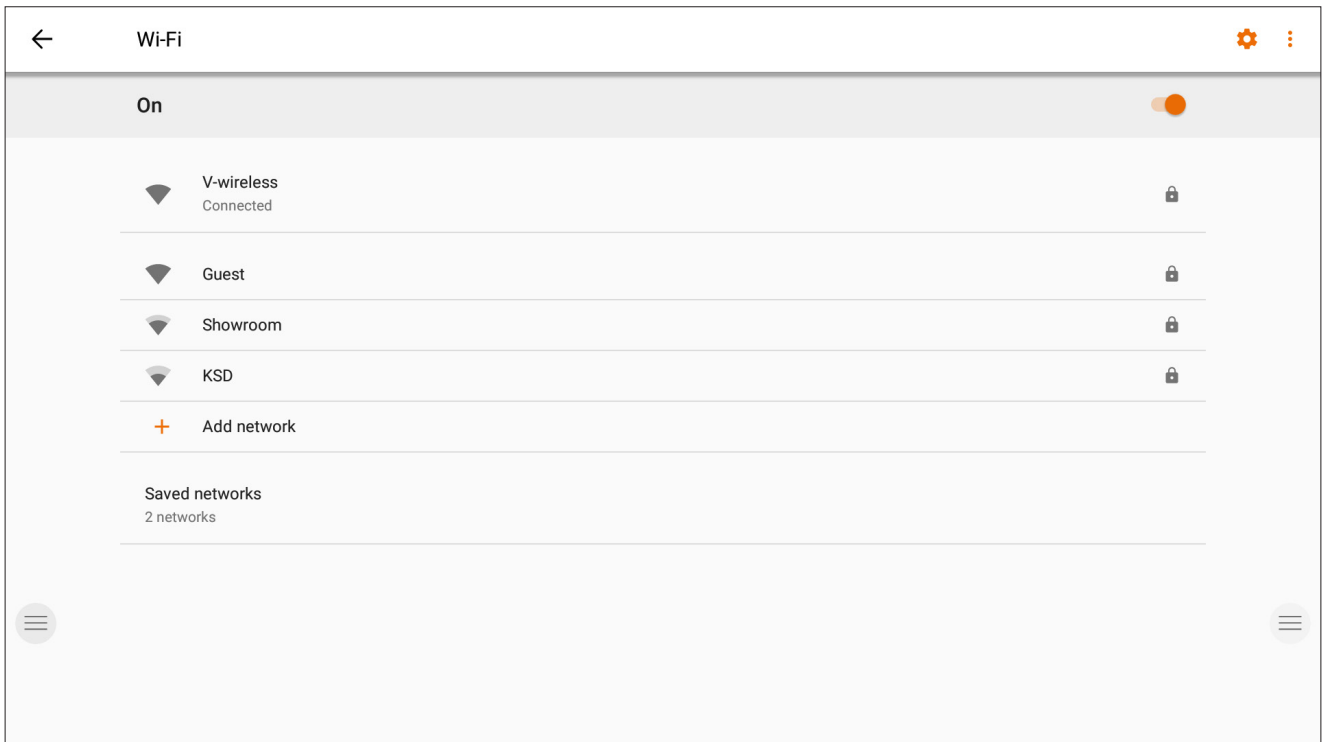 Wi-Fi
On
V-wireless
Connected
Guest
Showroom
KSD
Add network
Saved networks
2 networks